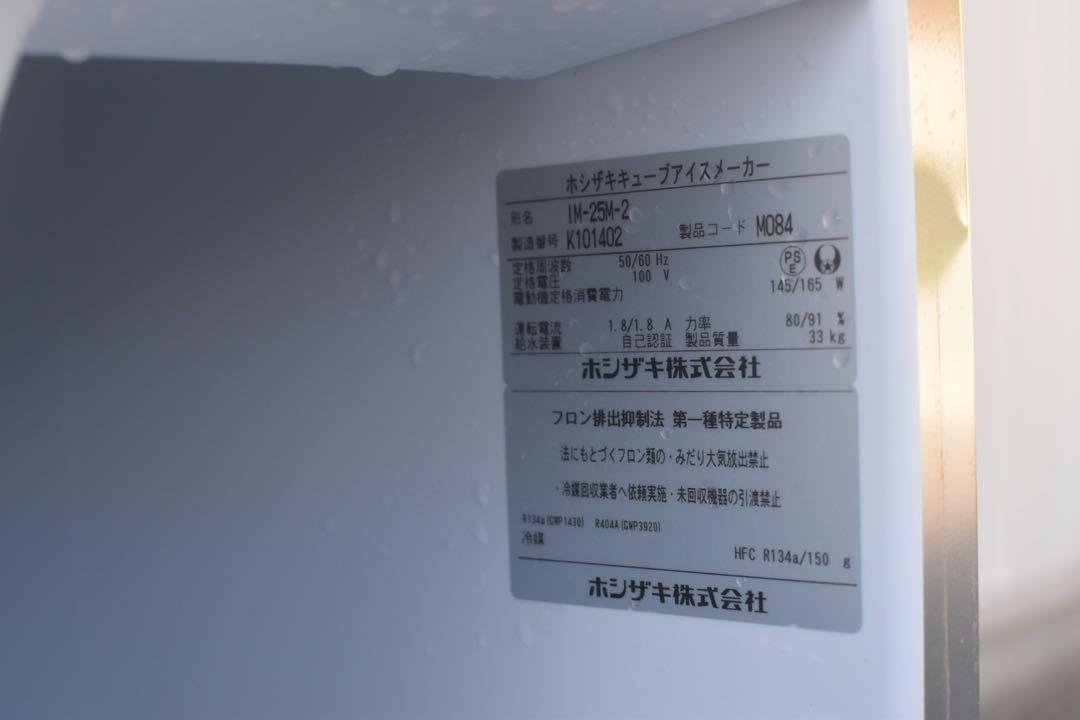 ホシザキキューブアイスメーカー
形名 IM-25M-2
製造番号 K101402 製品コード M084
定格周波数 50/60 Hz
定格電圧 100 V
電動機定格消費電力 145/165 W
PS
E
運転電流 1.8/1.8 A 力率 80/91 %
給水装置 自己認証 製品質量 33 kg
ホシザキ株式会社
フロン排出抑制法 第一種特定製品
法にもとづくフロン類の・みだり大気放出禁止
・冷媒回収業者へ依頼実施・未回収機器の引渡禁止
R134a(GWP1430) R404A(GWP3920)
冷媒
HFC R134a/150 g
ホシザキ株式会社